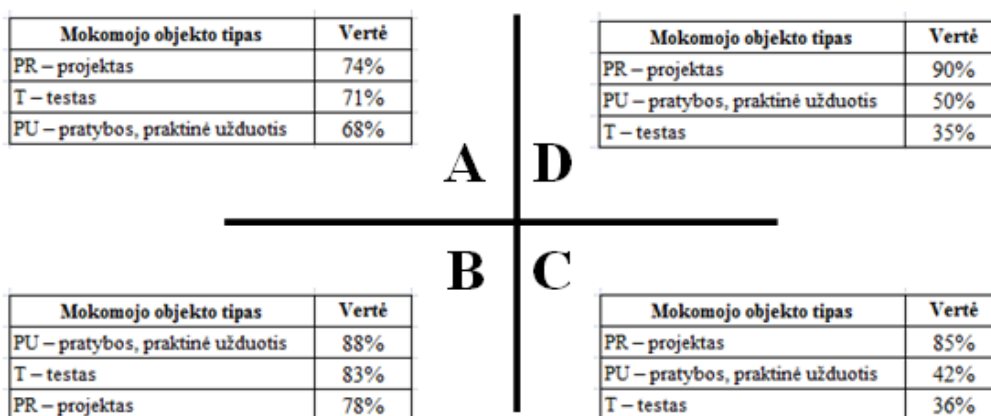 Mokomojo objekto tipas Vertė
PR – projektas 74%
T – testas 71%
PU – pratybos, praktinė užduotis 68%
Mokomojo objekto tipas Vertė
PR – projektas 90%
PU – pratybos, praktinė užduotis 50%
T – testas 35%
A D
B C
Mokomojo objekto tipas Vertė
PU – pratybos, praktinė užduotis 88%
T – testas 83%
PR – projektas 78%
Mokomojo objekto tipas Vertė
PR – projektas 85%
PU – pratybos, praktinė užduotis 42%
T – testas 36%